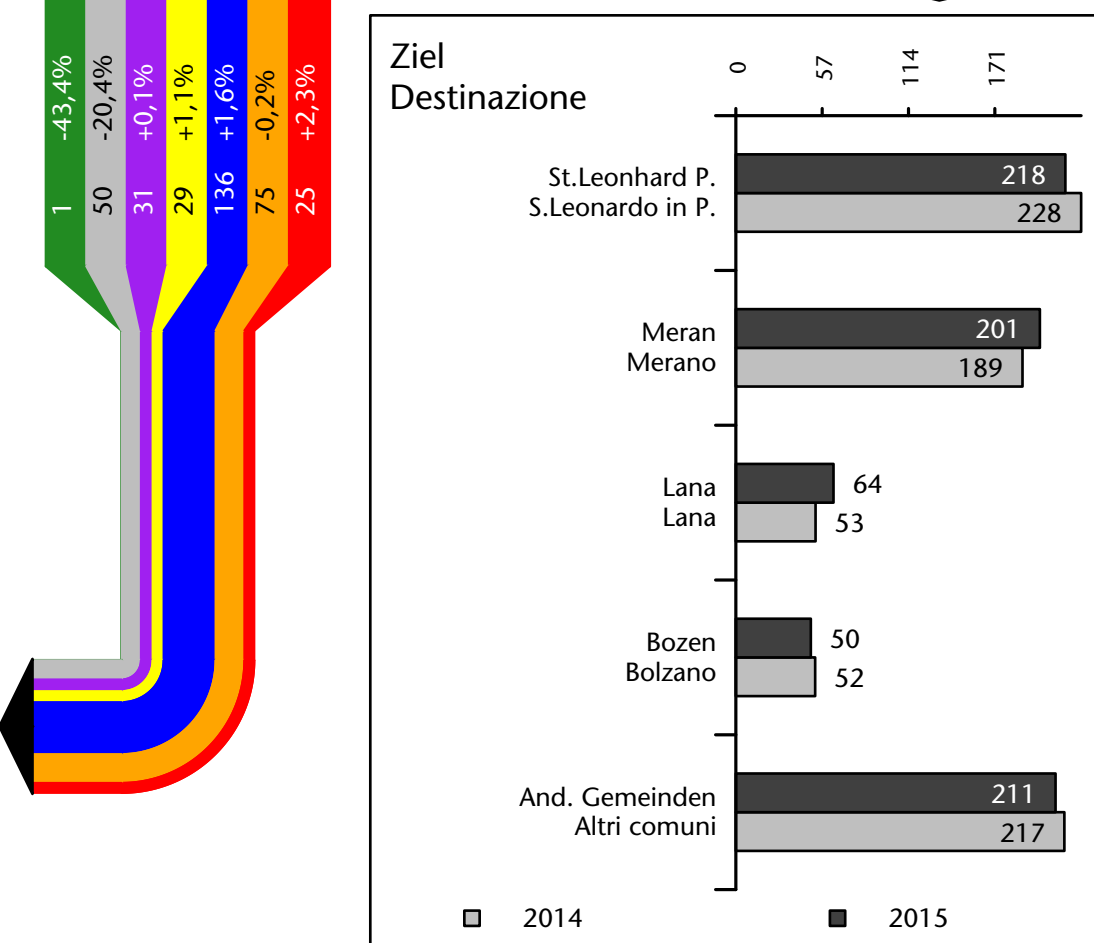 1 -43,4%
50 -20,4%
31 +0,1%
29 +1,1%
136 +1,6%
75 -0,2%
25 +2,3%
Ziel
Destinazione
0 57 114 171
St.Leonhard P.
S.Leonardo in P.
218
228
Meran
Merano
201
189
Lana
Lana
64
53
Bozen
Bolzano
50
52
And. Gemeinden
Altri comuni
211
217
2014 2015